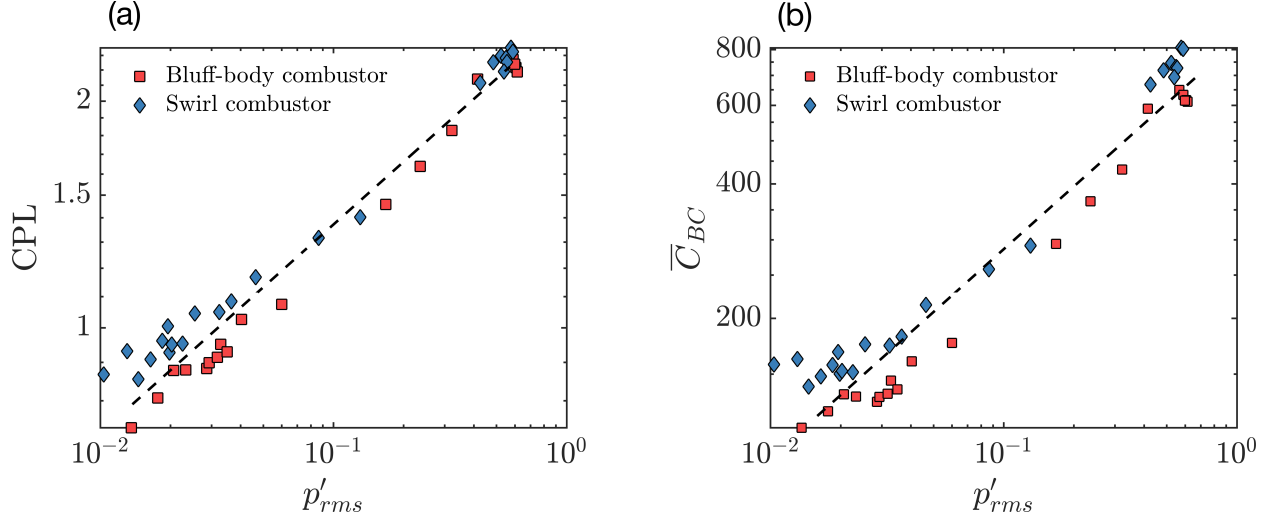 (a)
CPL
2
1.5
1
Bluff-body combustor
Swirl combustor
10⁻² 10⁻¹ 10⁰
p′rms
(b)
C̅BC
800
600
400
200
Bluff-body combustor
Swirl combustor
10⁻² 10⁻¹ 10⁰
p′rms